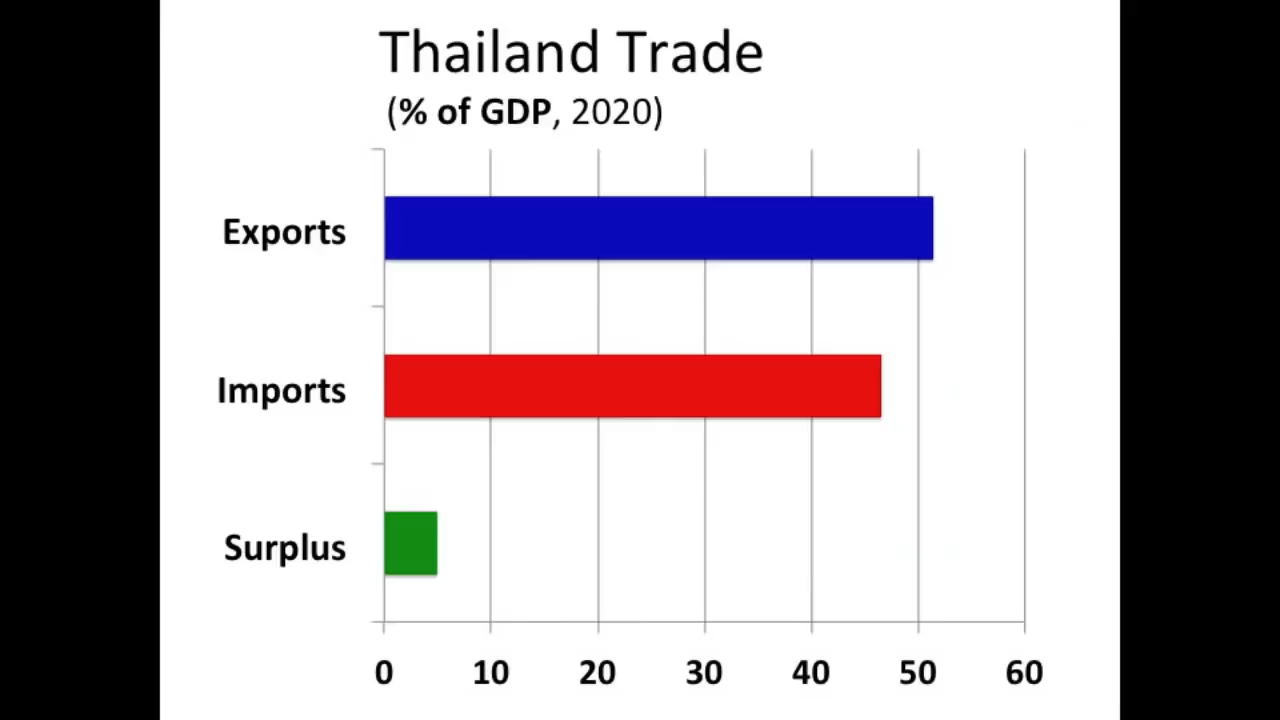 Thailand Trade
(% of GDP, 2020)
Exports
Imports
Surplus
0 10 20 30 40 50 60